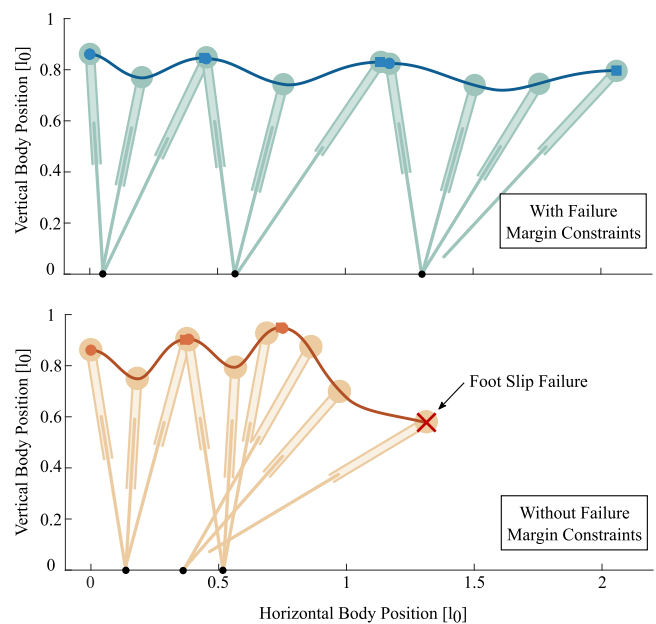 1
0.8
0.6
0.4
0.2
0
Vertical Body Position [l0]
With Failure
Margin Constraints
1
0.8
0.6
0.4
0.2
0
Vertical Body Position [l0]
Foot Slip Failure
Without Failure
Margin Constraints
0
0.5
1
1.5
2
Horizontal Body Position [l0]